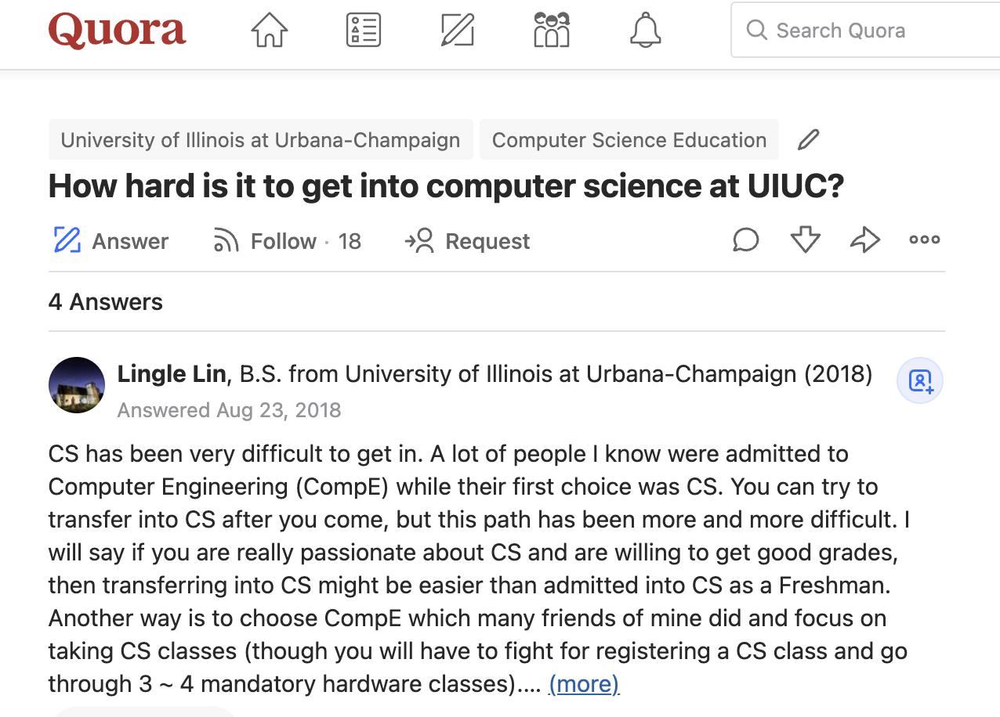 Quora
Search Quora
University of Illinois at Urbana-Champaign Computer Science Education
How hard is it to get into computer science at UIUC?
Answer Follow · 18 Request
4 Answers
Lingle Lin, B.S. from University of Illinois at Urbana-Champaign (2018)
Answered Aug 23, 2018
CS has been very difficult to get in. A lot of people I know were admitted to
Computer Engineering (CompE) while their first choice was CS. You can try to
transfer into CS after you come, but this path has been more and more difficult. I
will say if you are really passionate about CS and are willing to get good grades,
then transferring into CS might be easier than admitted into CS as a Freshman.
Another way is to choose CompE which many friends of mine did and focus on
taking CS classes (though you will have to fight for registering a CS class and go
through 3 ~ 4 mandatory hardware classes).... (more)